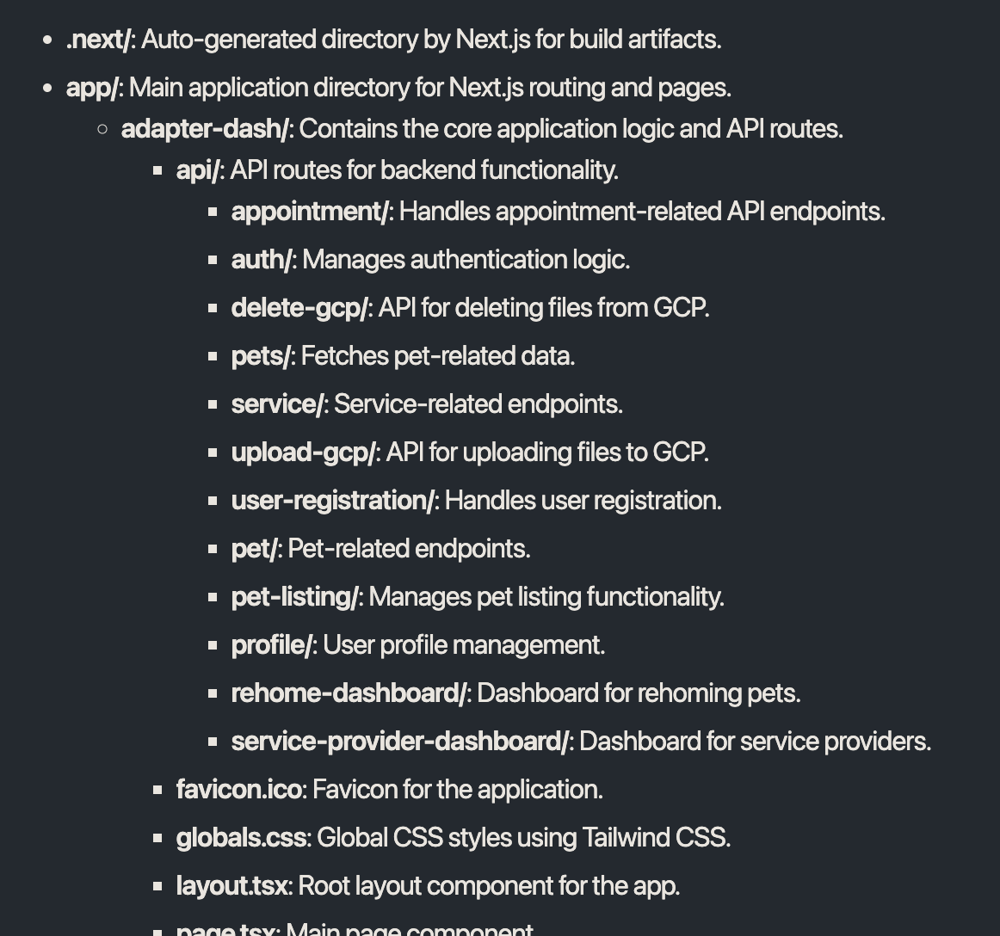 .next/: Auto-generated directory by Next.js for build artifacts.
app/: Main application directory for Next.js routing and pages.
adapter-dash/: Contains the core application logic and API routes.
api/: API routes for backend functionality.
appointment/: Handles appointment-related API endpoints.
auth/: Manages authentication logic.
delete-gcp/: API for deleting files from GCP.
pets/: Fetches pet-related data.
service/: Service-related endpoints.
upload-gcp/: API for uploading files to GCP.
user-registration/: Handles user registration.
pet/: Pet-related endpoints.
pet-listing/: Manages pet listing functionality.
profile/: User profile management.
rehome-dashboard/: Dashboard for rehoming pets.
service-provider-dashboard/: Dashboard for service providers.
favicon.ico: Favicon for the application.
globals.css: Global CSS styles using Tailwind CSS.
layout.tsx: Root layout component for the app.
page.tsx: Main page component.